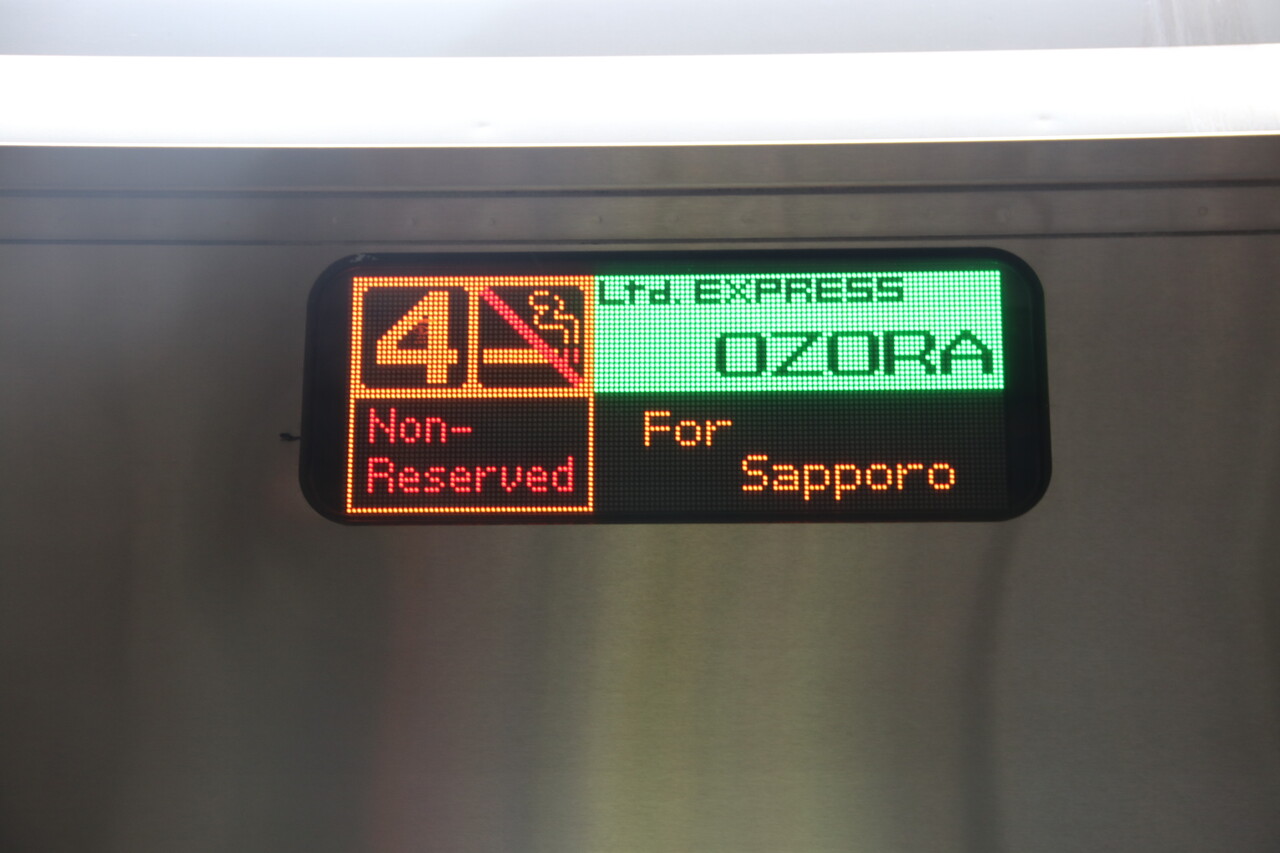 4
Ltd. EXPRESS
OZORA
Non-
Reserved
For
Sapporo